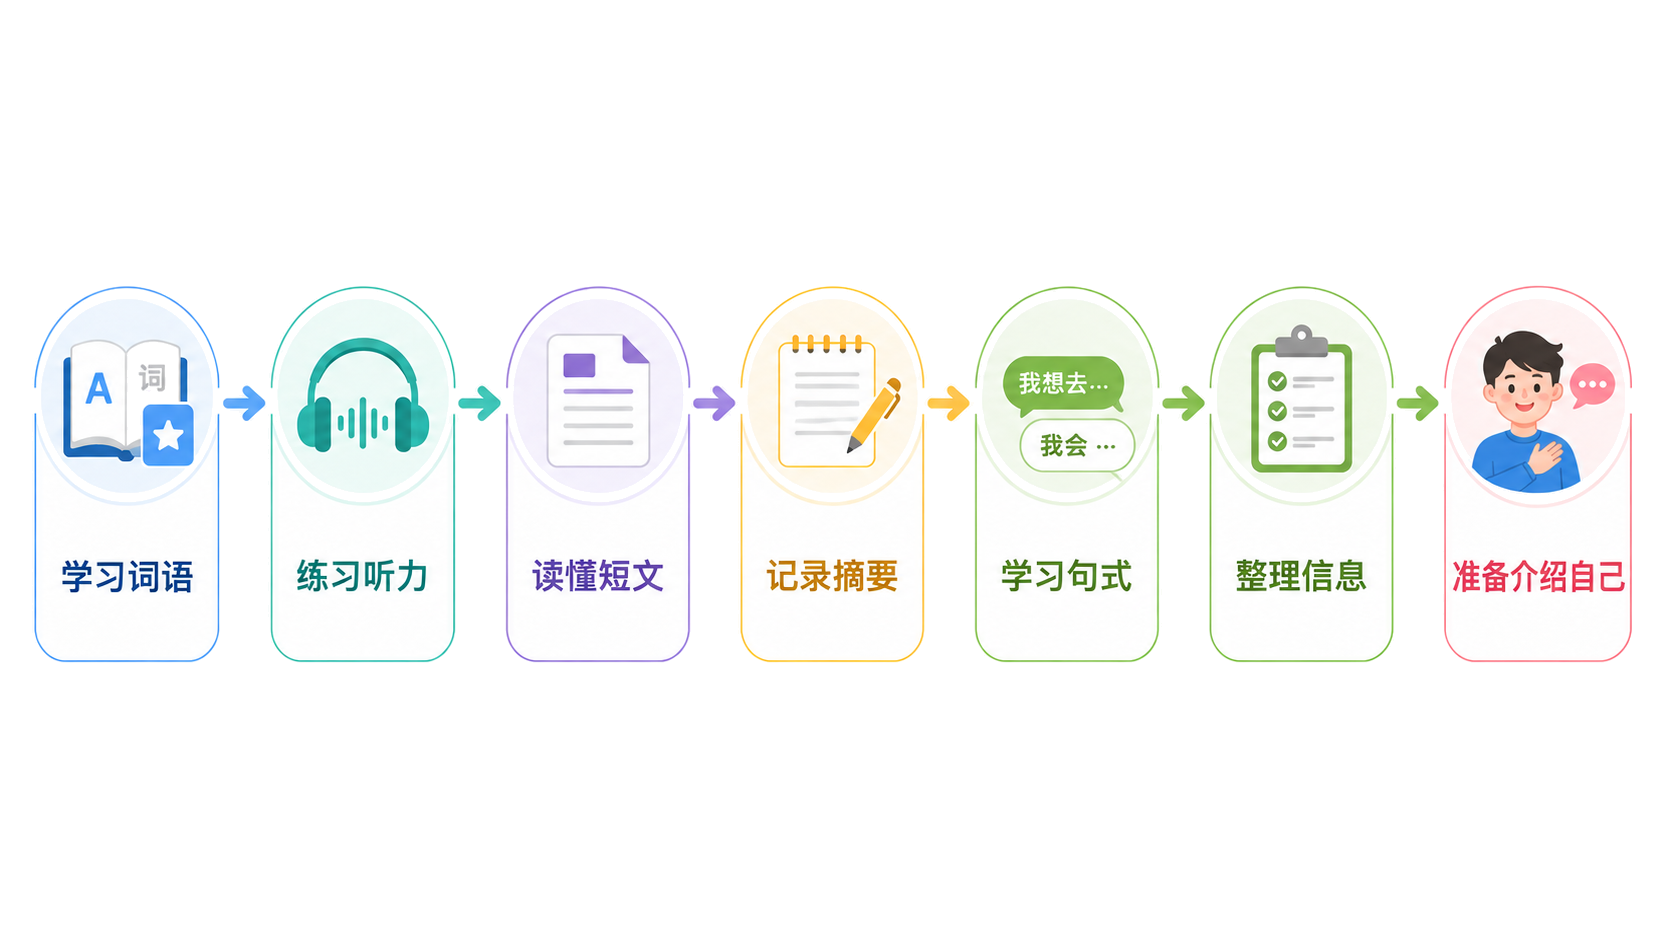 A
词
学习词语
练习听力
读懂短文
记录摘要
我想去...
我会 ...
学习句式
整理信息
准备介绍自己